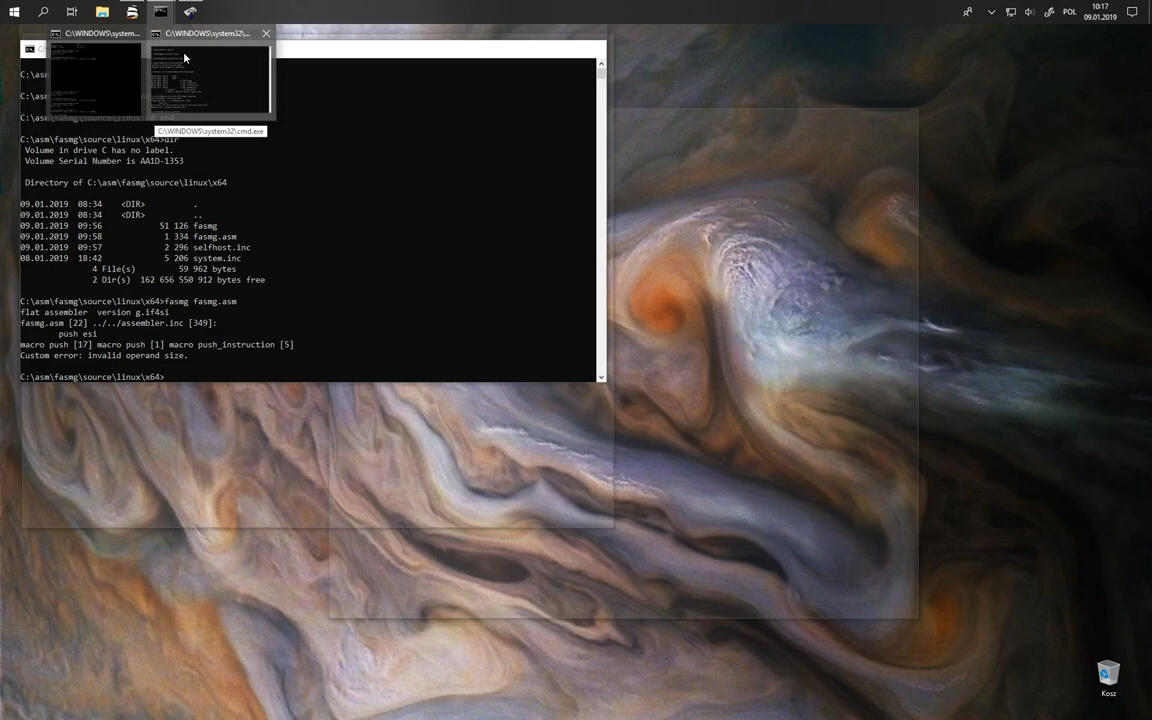 10:17
POL
09.01.2019
C:\WINDOWS\system...
C:\WINDOWS\system32\...
C:\WINDOWS\system32\cmd.exe
C:\asm\fasmg\source\linux\x64>dir
Volume in drive C has no label.
Volume Serial Number is AA1D-1353
Directory of C:\asm\fasmg\source\linux\x64
09.01.2019 08:34 <DIR> .
09.01.2019 08:34 <DIR> ..
09.01.2019 09:56 51 126 fasmg
09.01.2019 09:58 1 334 fasmg.asm
09.01.2019 09:57 2 296 selfhost.inc
08.01.2019 18:42 5 206 system.inc
4 File(s) 59 962 bytes
2 Dir(s) 162 656 550 912 bytes free
C:\asm\fasmg\source\linux\x64>fasmg fasmg.asm
flat assembler version g.if4si
fasmg.asm [22] ../../assembler.inc [349]:
push esi
macro push [17] macro push [1] macro push_instruction [5]
Custom error: invalid operand size.
C:\asm\fasmg\source\linux\x64>
Kosz